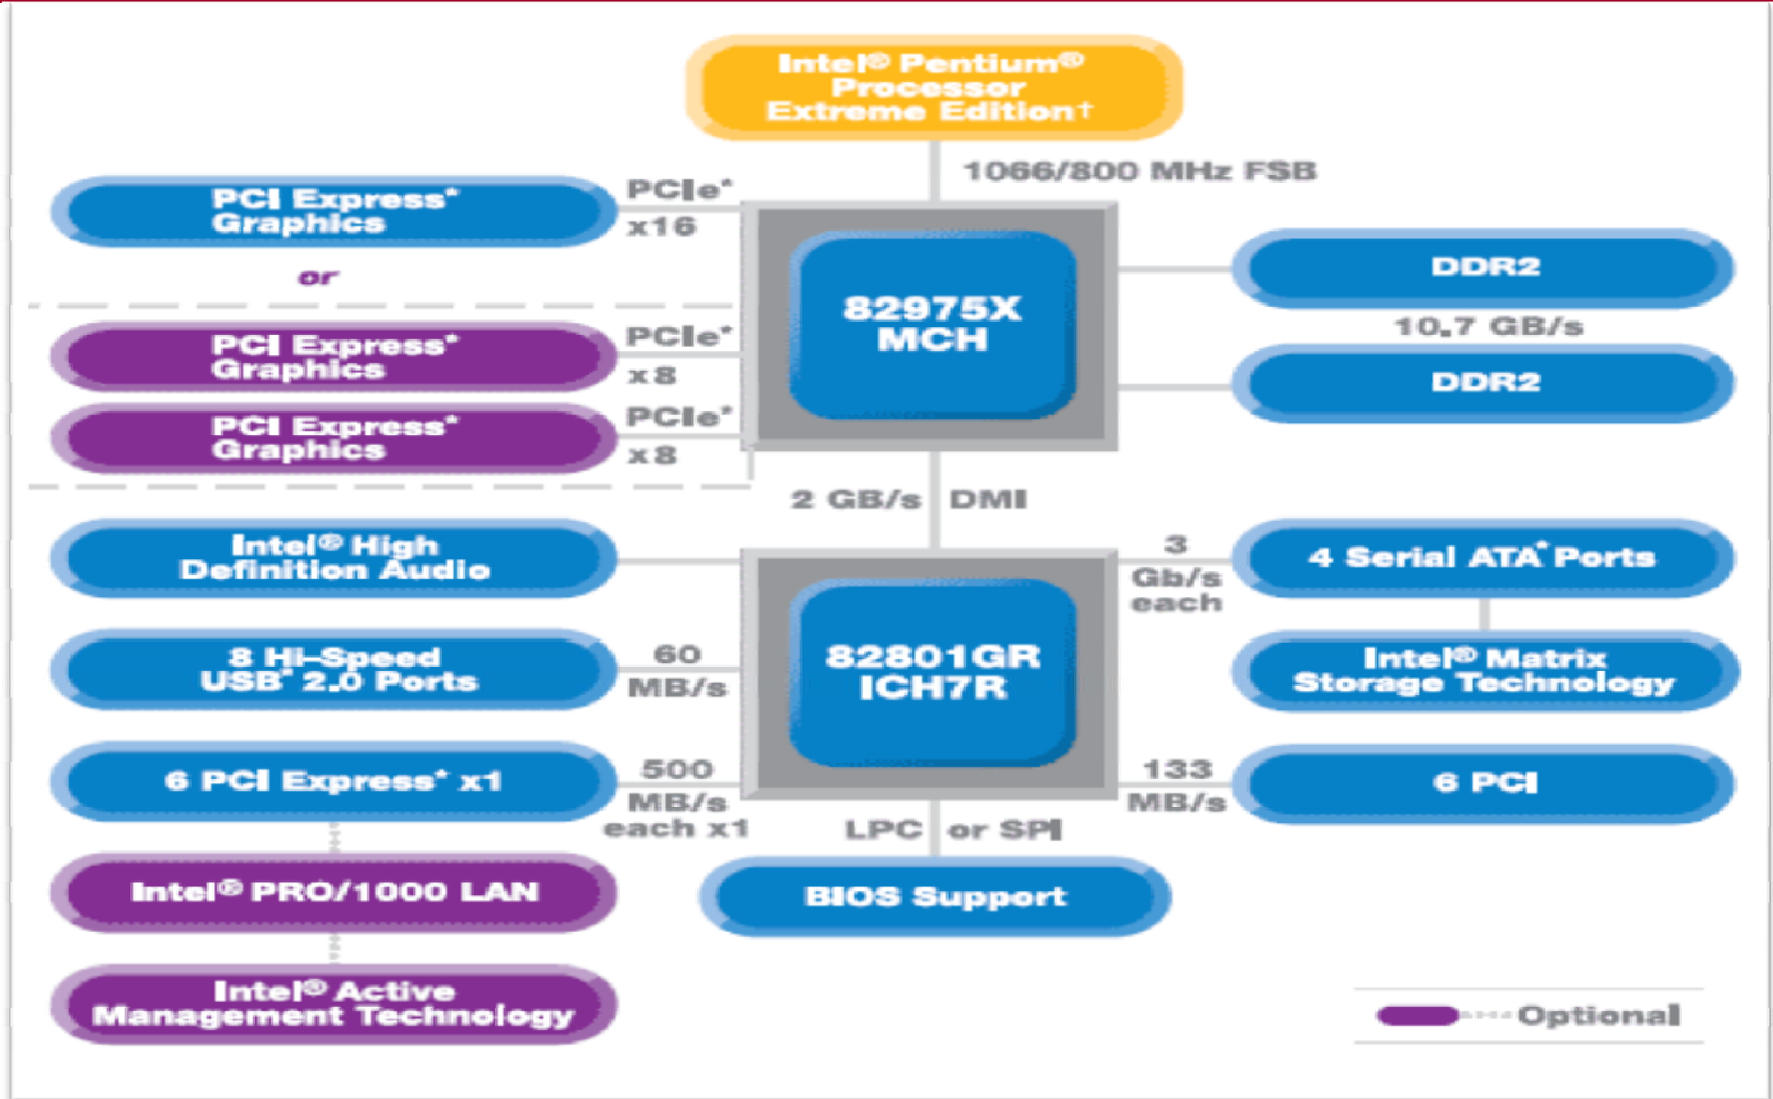 Intel® Pentium®
Processor
Extreme Edition†
1066/800 MHz FSB
PCI Express*
Graphics
PCIe*
x16
or
PCI Express*
Graphics
PCIe*
x8
PCI Express*
Graphics
PCIe*
x8
82975X
MCH
DDR2
10.7 GB/s
DDR2
2 GB/s DMI
Intel® High
Definition Audio
8 Hi-Speed
USB* 2.0 Ports
60
MB/s
6 PCI Express* x1
500
MB/s
each x1
Intel® PRO/1000 LAN
Intel® Active
Management Technology
82801GR
ICH7R
3
Gb/s
each
4 Serial ATA* Ports
Intel® Matrix
Storage Technology
133
MB/s
6 PCI
LPC or SPI
BIOS Support
Optional